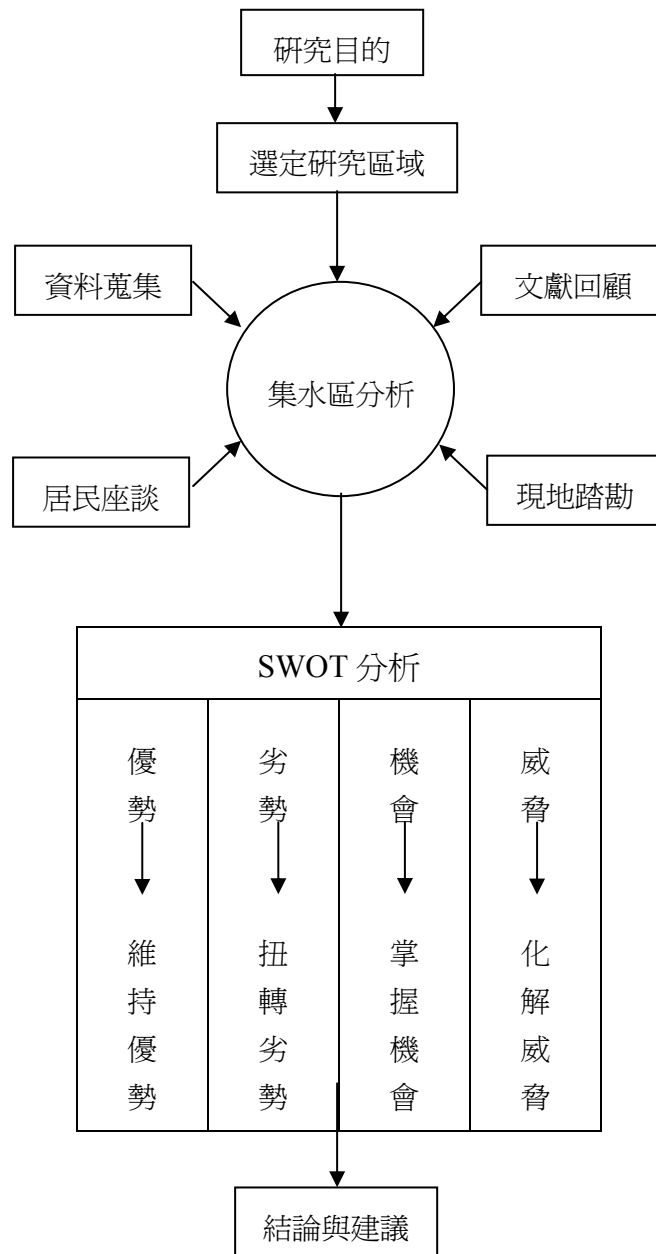 研究目的
選定研究區域
資料蒐集
文獻回顧
集水區分析
居民座談
現地踏勘
SWOT 分析
優勢
劣勢
機會
威脅
維持優勢
扭轉劣勢
掌握機會
化解威脅
結論與建議